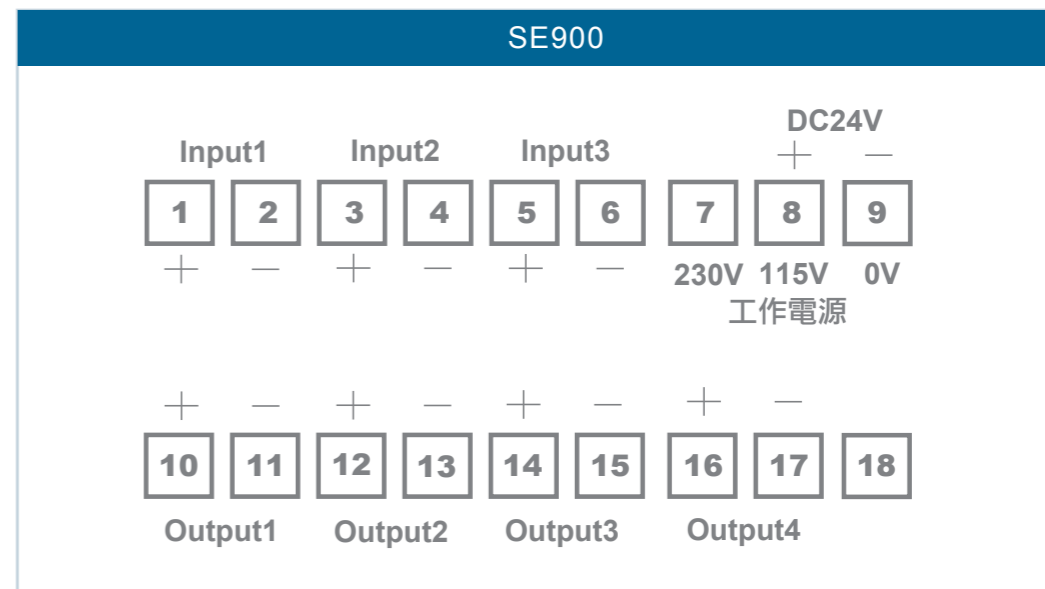 SE900
DC24V
Input1 Input2 Input3 + −
1 2 3 4 5 6 7 8 9
+ − + − + − 230V 115V 0V
工作電源
+ − + − + − + −
10 11 12 13 14 15 16 17 18
Output1 Output2 Output3 Output4